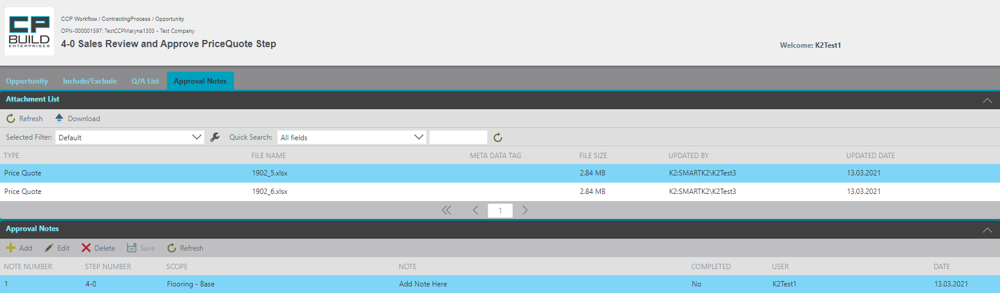 CP
BUILD
ENTERPRISES
CCP Workflow / ContractingProcess / Opportunity
OPN-000001597: TestCCPMaryna1303 - Test Company
4-0 Sales Review and Approve PriceQuote Step
Welcome: K2Test1
Opportunity Include/Exclude Q/A List Approval Notes
Attachment List
Refresh Download
Selected Filter: Default Quick Search: All fields
TYPE FILE NAME META DATA TAG FILE SIZE UPDATED BY UPDATED DATE
Price Quote 1902_5.xlsx 2.84 MB K2:SMARTK2\K2Test3 13.03.2021
Price Quote 1902_6.xlsx 2.84 MB K2:SMARTK2\K2Test3 13.03.2021
1
Approval Notes
Add Edit Delete Save Refresh
NOTE NUMBER STEP NUMBER SCOPE NOTE COMPLETED USER DATE
1 4-0 Flooring - Base Add Note Here No K2Test1 13.03.2021